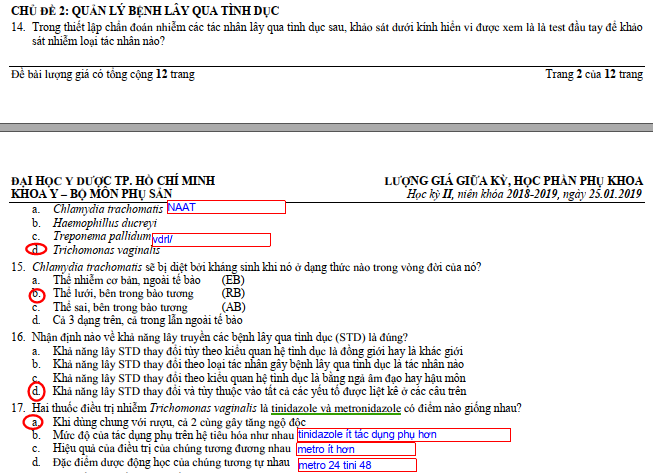 CHỦ ĐỀ 2: QUẢN LÝ BỆNH LÂY QUA TÌNH DỤC
14. Trong thiết lập chẩn đoán nhiễm các tác nhân lây qua tình dục sau, khảo sát dưới kính hiển vi được xem là là test đầu tay để khảo
sát nhiễm loại tác nhân nào?
Đề bài lượng giá có tổng cộng 12 trang
Trang 2 của 12 trang
ĐẠI HỌC Y DƯỢC TP. HỒ CHÍ MINH
LƯỢNG GIÁ GIỮA KỲ, HỌC PHẦN PHỤ KHOA
KHOA Y – BỘ MÔN PHỤ SẢN
Học kỳ II, niên khóa 2018-2019, ngày 25.01.2019
a. Chlamydia trachomatis NAAT
b. Haemophillus ducreyi
c. Treponema pallidum vdrl/
d. Trichomonas vaginalis
15. Chlamydia trachomatis sẽ bị diệt bởi kháng sinh khi nó ở dạng thức nào trong vòng đời của nó?
a. Thể nhiễm cơ bản, ngoài tế bào (EB)
b. Thể lưới, bên trong bào tương (RB)
c. Thể sai, bên trong bào tương (AB)
d. Cả 3 dạng trên, cả trong lẫn ngoài tế bào
16. Nhận định nào về khả năng lây truyền các bệnh lây qua tình dục (STD) là đúng?
a. Khả năng lây STD thay đổi tùy theo kiểu quan hệ tình dục là đồng giới hay là khác giới
b. Khả năng lây STD thay đổi theo loại tác nhân gây bệnh lây qua tình dục là tác nhân nào
c. Khả năng lây STD thay đổi theo kiểu quan hệ tình dục là bằng ngả âm đạo hay hậu môn
d. Khả năng lây STD thay đổi và tùy thuộc vào tất cả các yếu tố được liệt kê ở các câu trên
17. Hai thuốc điều trị nhiễm Trichomonas vaginalis là tinidazole và metronidazole có điểm nào giống nhau?
a. Khi dùng chung với rượu, cả 2 cùng gây tăng ngộ độc
b. Mức độ của tác dụng phụ trên hệ tiêu hóa như nhau tinidazole ít tác dụng phụ hơn
c. Hiệu quả của điều trị của chúng tương đương nhau metro ít hơn
d. Đặc điểm dược động học của chúng tương tự nhau metro 24 tini 48